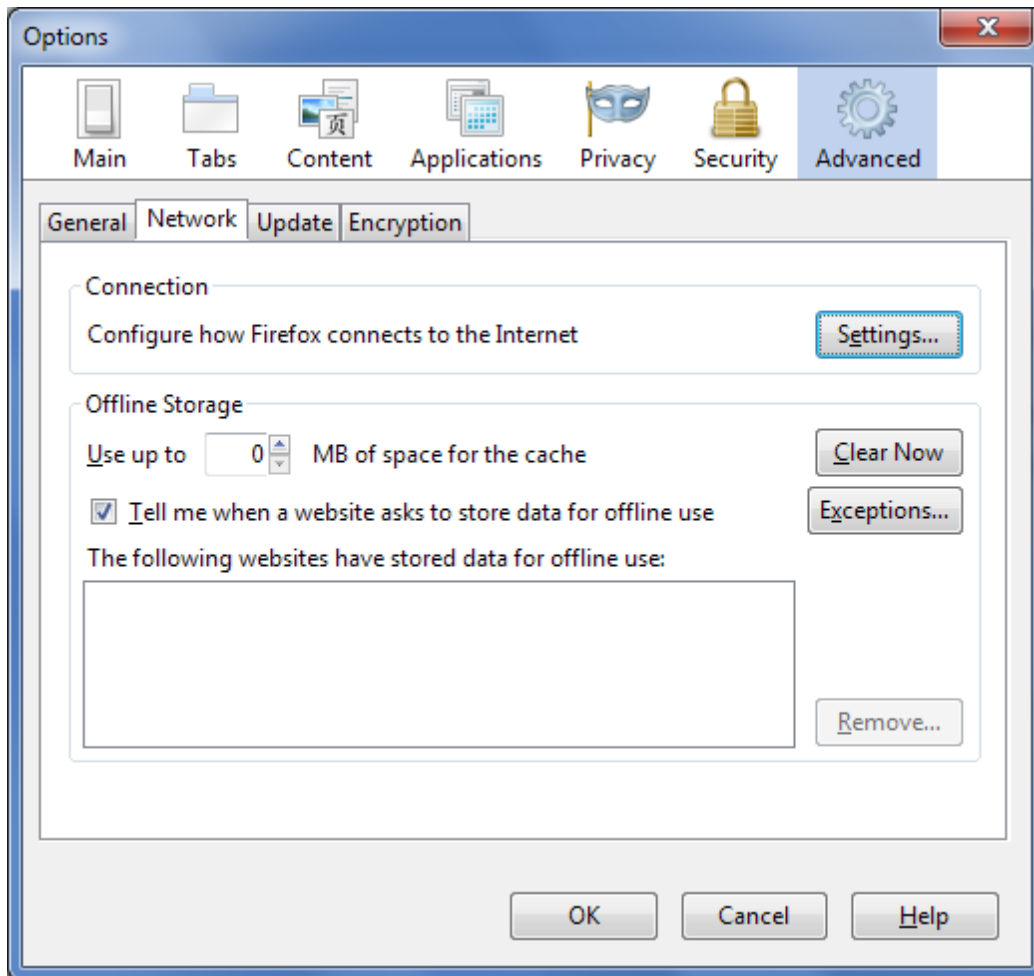 Options
页
Main Tabs Content Applications Privacy Security Advanced
General Network Update Encryption
Connection
Configure how Firefox connects to the Internet Settings...
Offline Storage
Use up to 0 MB of space for the cache Clear Now
Tell me when a website asks to store data for offline use Exceptions...
The following websites have stored data for offline use:
Remove...
OK Cancel Help